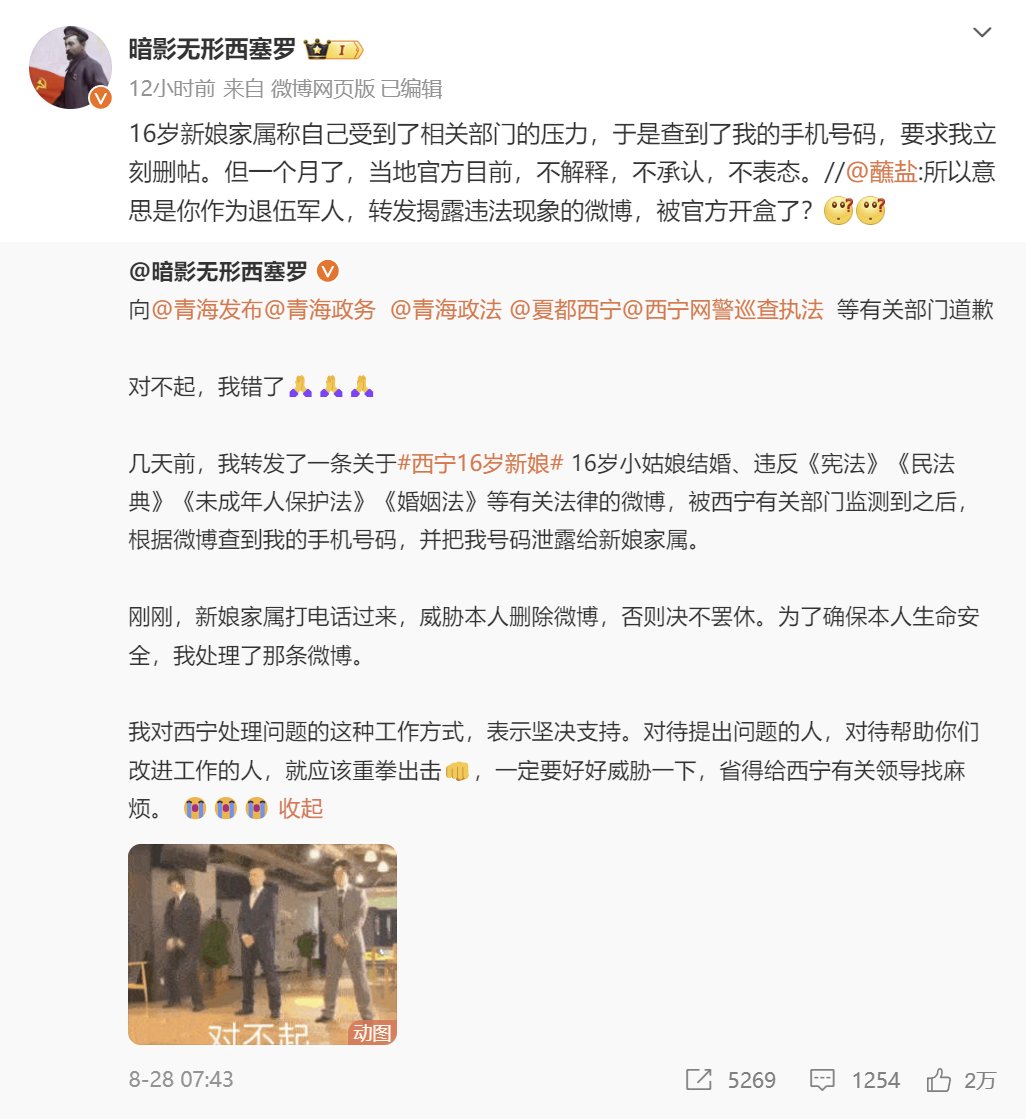 暗影无形西塞罗 I
12小时前 来自 微博网页版 已编辑
16岁新娘家属称自己受到了相关部门的压力，于是查到了我的手机号码，要求我立
刻删帖。但一个月了，当地官方目前，不解释，不承认，不表态。//@蘸盐:所以意
思是你作为退伍军人，转发揭露违法现象的微博，被官方开盒了？
@暗影无形西塞罗
向@青海发布@青海政务 @青海政法 @夏都西宁@西宁网警巡查执法 等有关部门道歉
对不起，我错了🙏🙏🙏
几天前，我转发了一条关于#西宁16岁新娘# 16岁小姑娘结婚、违反《宪法》《民法
典》《未成年人保护法》《婚姻法》等有关法律的微博，被西宁有关部门监测到之后，
根据微博查到我的手机号码，并把我号码泄露给新娘家属。
刚刚，新娘家属打电话过来，威胁本人删除微博，否则决不罢休。为了确保本人生命安
全，我处理了那条微博。
我对西宁处理问题的这种工作方式，表示坚决支持。对待提出问题的人，对待帮助你们
改进工作的人，就应该重拳出击👊，一定要好好威胁一下，省得给西宁有关领导找麻
烦。 😭😭😭 收起
对不起
动图
8-28 07:43 5269 1254 2万